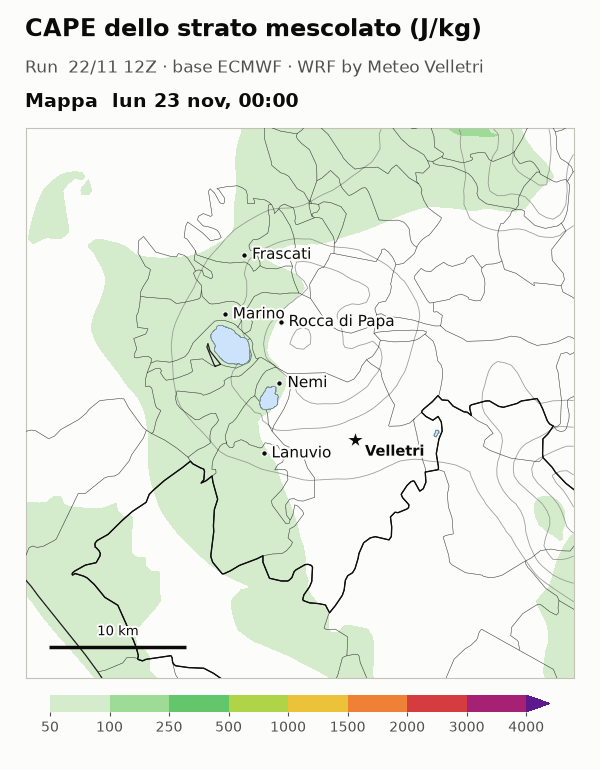 CAPE dello strato mescolato (J/kg)
Run  22/11 12Z · base ECMWF · WRF by Meteo Velletri
Mappa  lun 23 nov, 00:00
Frascati
Marino
Rocca di Papa
Nemi
Velletri
Lanuvio
10 km
50 100 250 500 1000 1500 2000 3000 4000